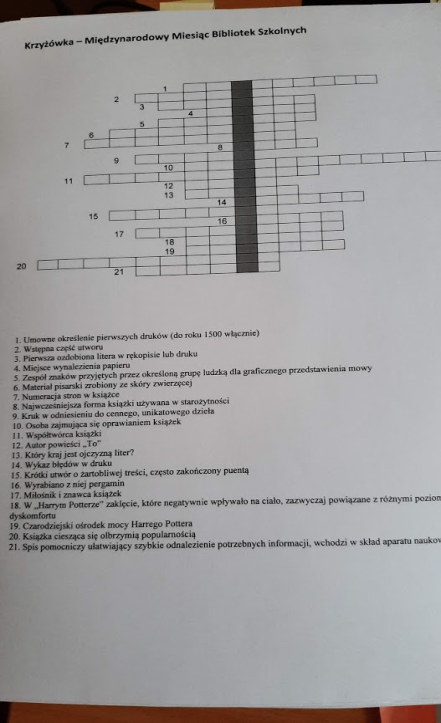 Krzyżówka – Międzynarodowy Miesiąc Bibliotek Szkolnych
1
2
3
4
5
6
7
8
9
10
11
12
13
14
15
16
17
18
19
20
21
1. Umowne określenie pierwszych druków (do roku 1500 włącznie)
2. Wstępna część utworu
3. Pierwsza ozdobiona litera w rękopisie lub druku
4. Miejsce wynalezienia papieru
5. Zespół znaków przyjętych przez określoną grupę ludzką dla graficznego przedstawienia mowy
6. Materiał pisarski zrobiony ze skóry zwierzęcej
7. Numeracja stron w książce
8. Najwcześniejsza forma książki używana w starożytności
9. Kruk w odniesieniu do cennego, unikatowego dzieła
10. Osoba zajmująca się oprawianiem książek
11. Współtwórca książki
12. Autor powieści „To”
13. Który kraj jest ojczyzną liter?
14. Wykaz błędów w druku
15. Krótki utwór o żartobliwej treści, często zakończony puentą
16. Wyrabiano z niej pergamin
17. Miłośnik i znawca książek
18. W „Harrym Potterze” zaklęcie, które negatywnie wpływało na ciało, zazwyczaj powiązane z różnymi poziom
dyskomfortu
19. Czarodziejski ośrodek mocy Harrego Pottera
20. Książka ciesząca się olbrzymią popularnością
21. Spis pomocniczy ułatwiający szybkie odnalezienie potrzebnych informacji, wchodzi w skład aparatu naukow